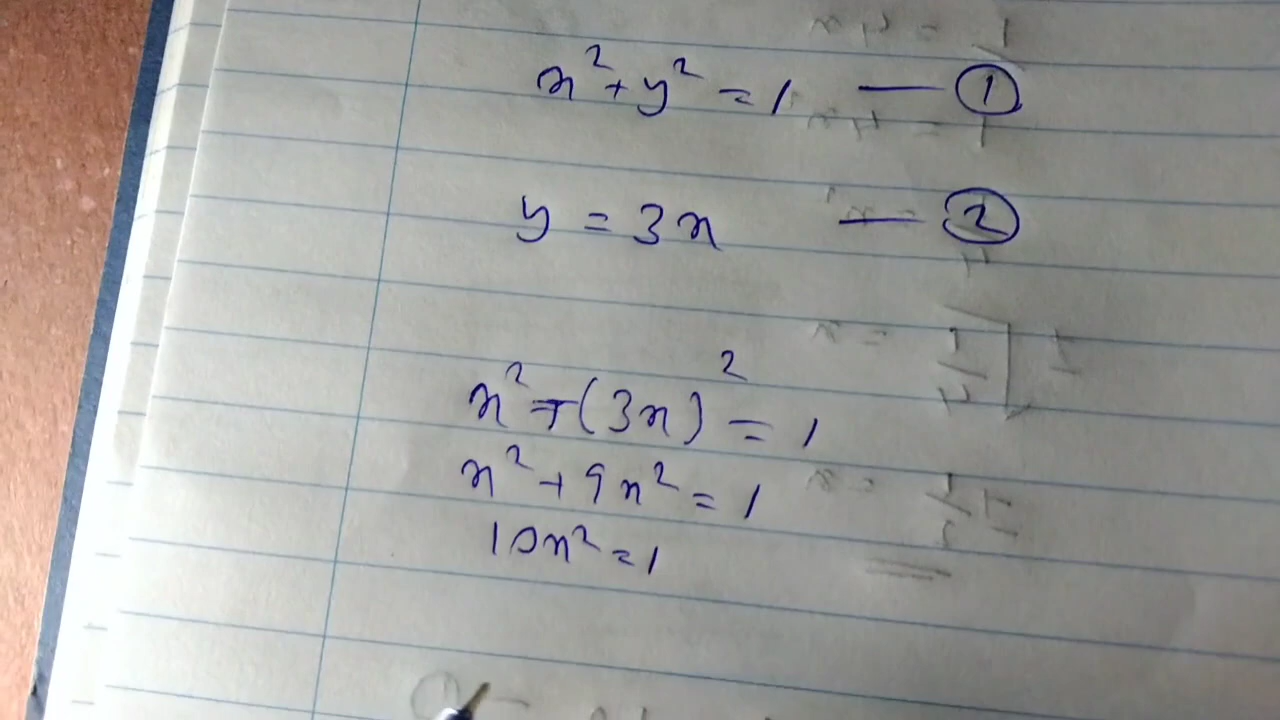 x² + y² = 1 — ①
y = 3x — ②
x² + (3x)² = 1
x² + 9x² = 1
10x² = 1